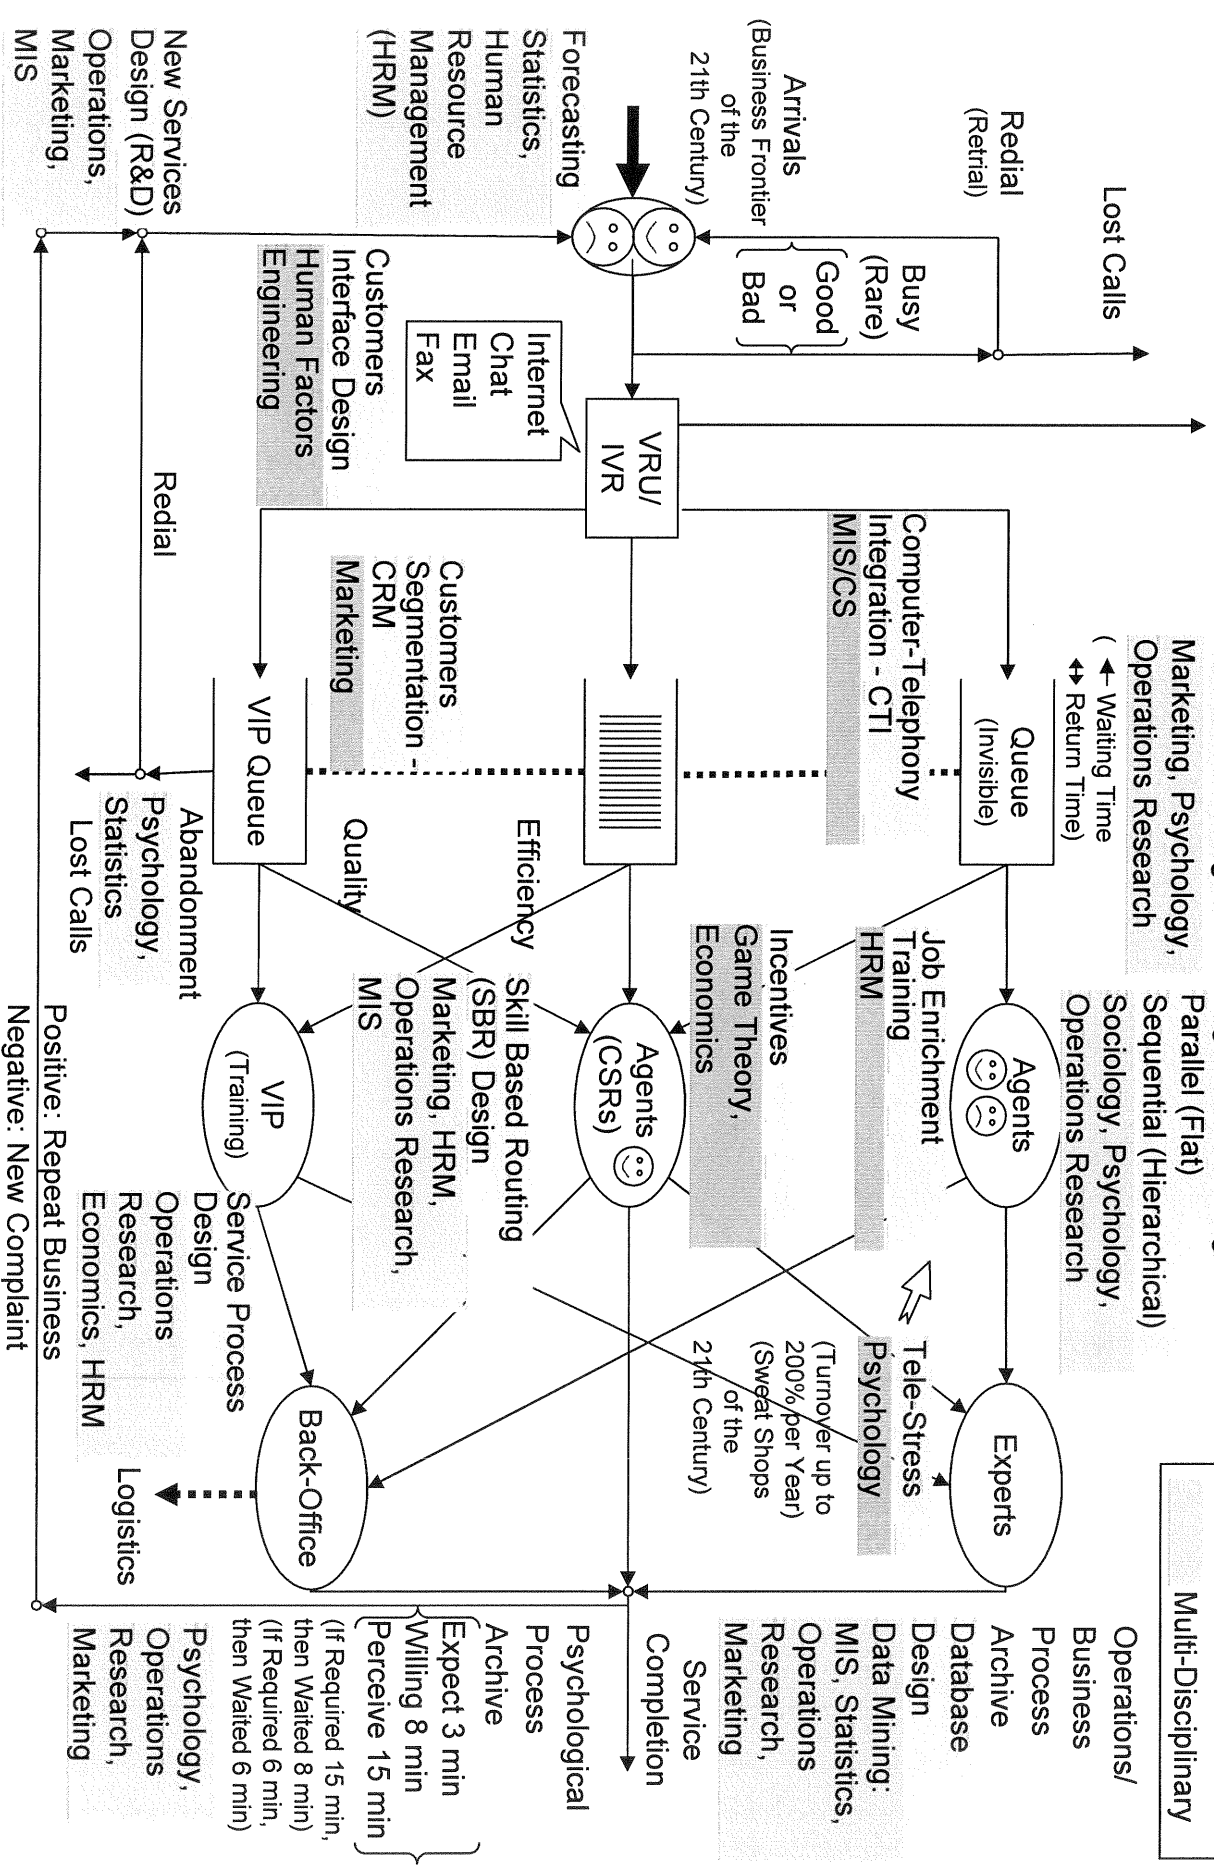 Multi-Disciplinary
Lost Calls
Redial
(Retrial)
Arrivals
(Business Frontier
of the
21th Century)
Busy
(Rare)
Good
or
Bad
Forecasting
Statistics,
Human
Resource
Management
(HRM)
New Services
Design (R&D)
Operations,
Marketing,
MIS
VRU/
IVR
Internet
Chat
Email
Fax
Customers
Interface Design
Human Factors
Engineering
Redial
Computer-Telephony
Integration - CTI
MIS/CS
Customers
Segmentation -
CRM
Marketing
Marketing, Psychology,
Operations Research
( Waiting Time
Return Time)
Queue
(Invisible)
VIP Queue
Efficiency
Quality
Abandonment
Psychology,
Statistics
Lost Calls
Parallel (Flat)
Sequential (Hierarchical)
Sociology, Psychology,
Operations Research
Agents
Job Enrichment
Training
HRM
Incentives
Game Theory,
Economics
Agents
(CSRs)
Skill Based Routing
(SBR) Design
Marketing, HRM,
Operations Research,
MIS
VIP
(Training)
Service Process
Design
Operations
Research,
Economics, HRM
Positive: Repeat Business
Negative: New Complaint
Experts
Tele-Stress
Psychology
(Turnover up to
200% per Year)
(Sweat Shops
of the
21th Century)
Back-Office
Logistics
Operations/
Business
Process
Archive
Database
Design
Data Mining:
MIS, Statistics,
Operations
Research,
Marketing
Service
Completion
Psychological
Process
Archive
Expect 3 min
Willing 8 min
Perceive 15 min
(If Required 15 min,
then Waited 8 min)
(If Required 6 min,
then Waited 6 min)
Psychology,
Operations
Research,
Marketing